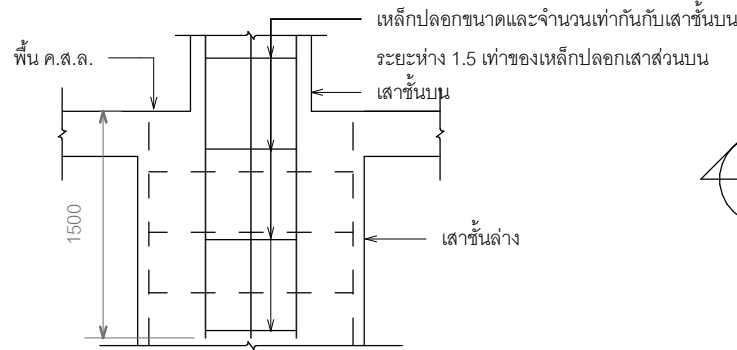 เหล็กปลอกขนาดและจำนวนเท่ากันกับเสาชั้นบน
พื้น ค.ส.ล.
ระยะห่าง 1.5 เท่าของเหล็กปลอกเสาส่วนบน
เสาชั้นบน
1500
เสาชั้นล่าง